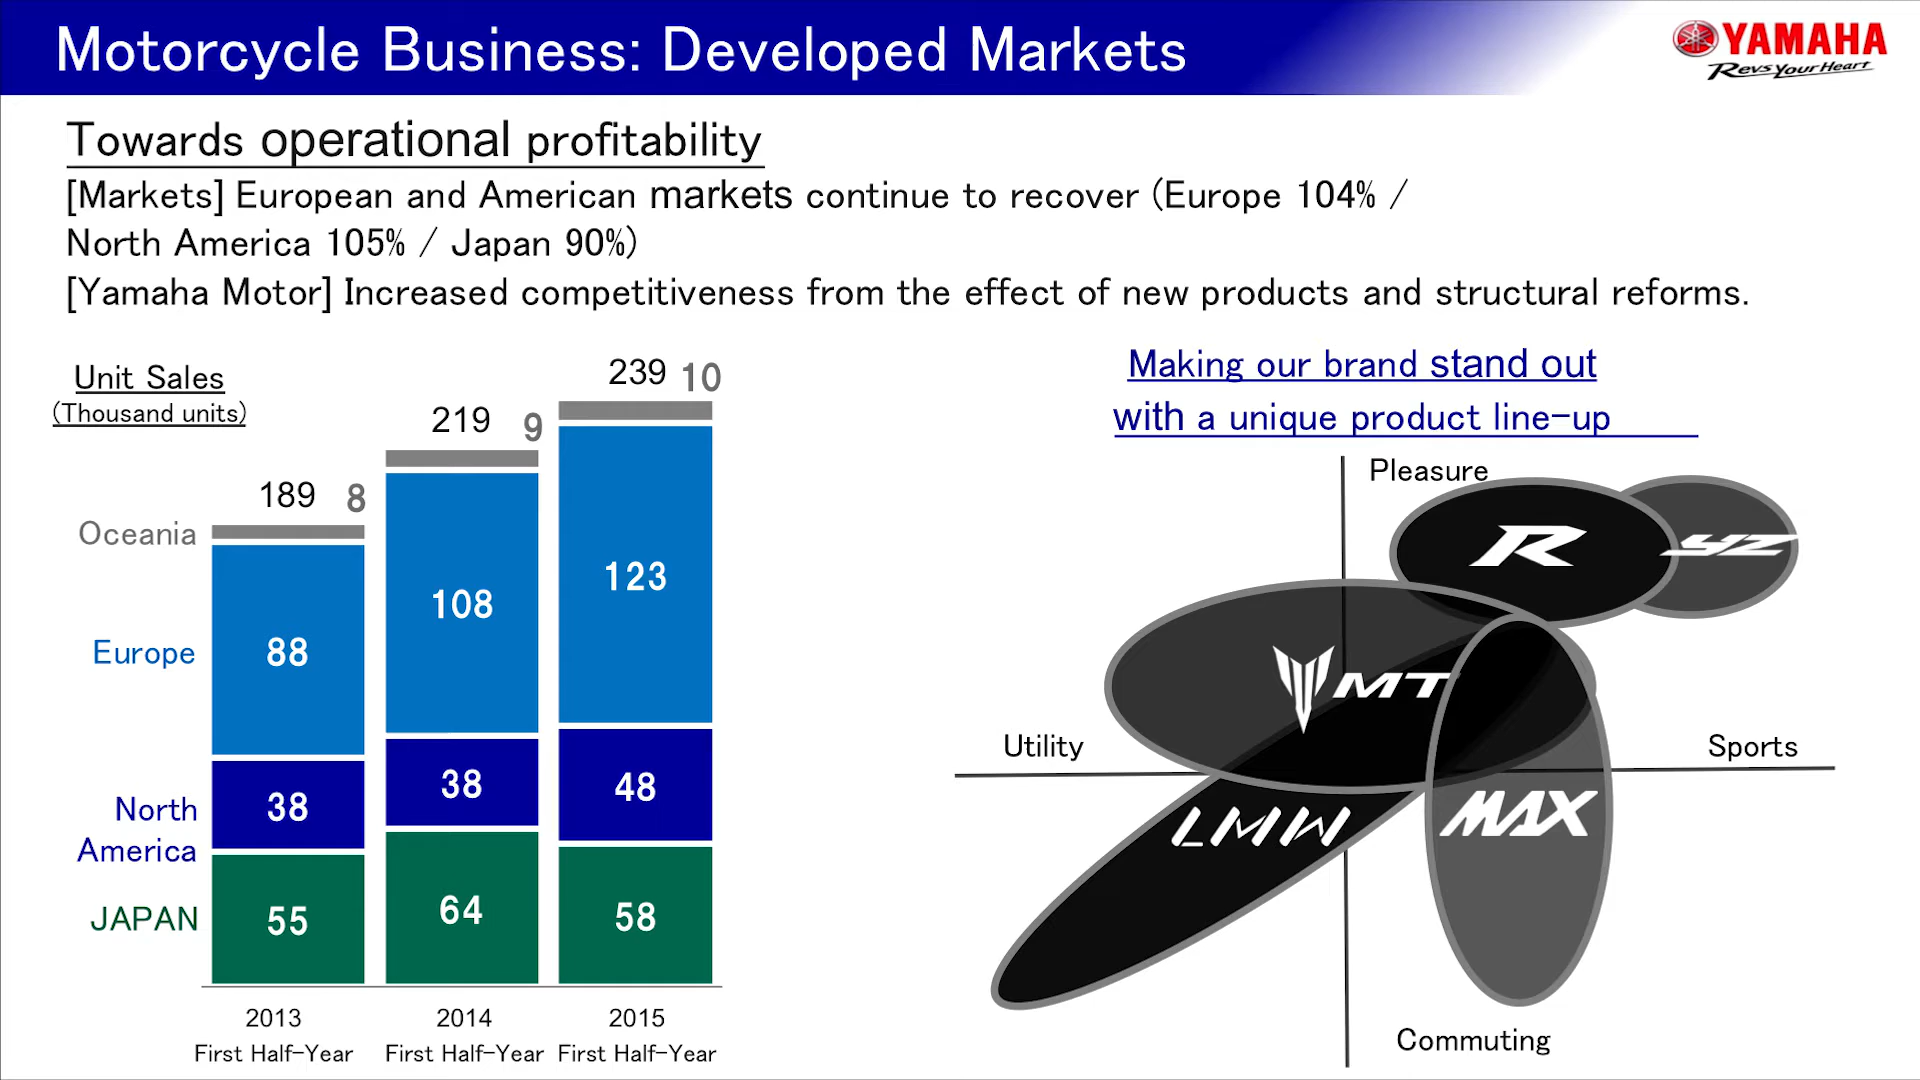 Motorcycle Business: Developed Markets
YAMAHA
Revs Your Heart
Towards operational profitability
[Markets] European and American markets continue to recover (Europe 104% /
North America 105% / Japan 90%)
[Yamaha Motor] Increased competitiveness from the effect of new products and structural reforms.
Unit Sales
(Thousand units)
189 8
219 9
239 10
Oceania
Europe
88 108 123
North
America
38 38 48
JAPAN
55 64 58
2013 2014 2015
First Half-Year First Half-Year First Half-Year
Making our brand stand out
with a unique product line-up
Pleasure
R YZ
MT
Utility Sports
LMW MAX
Commuting